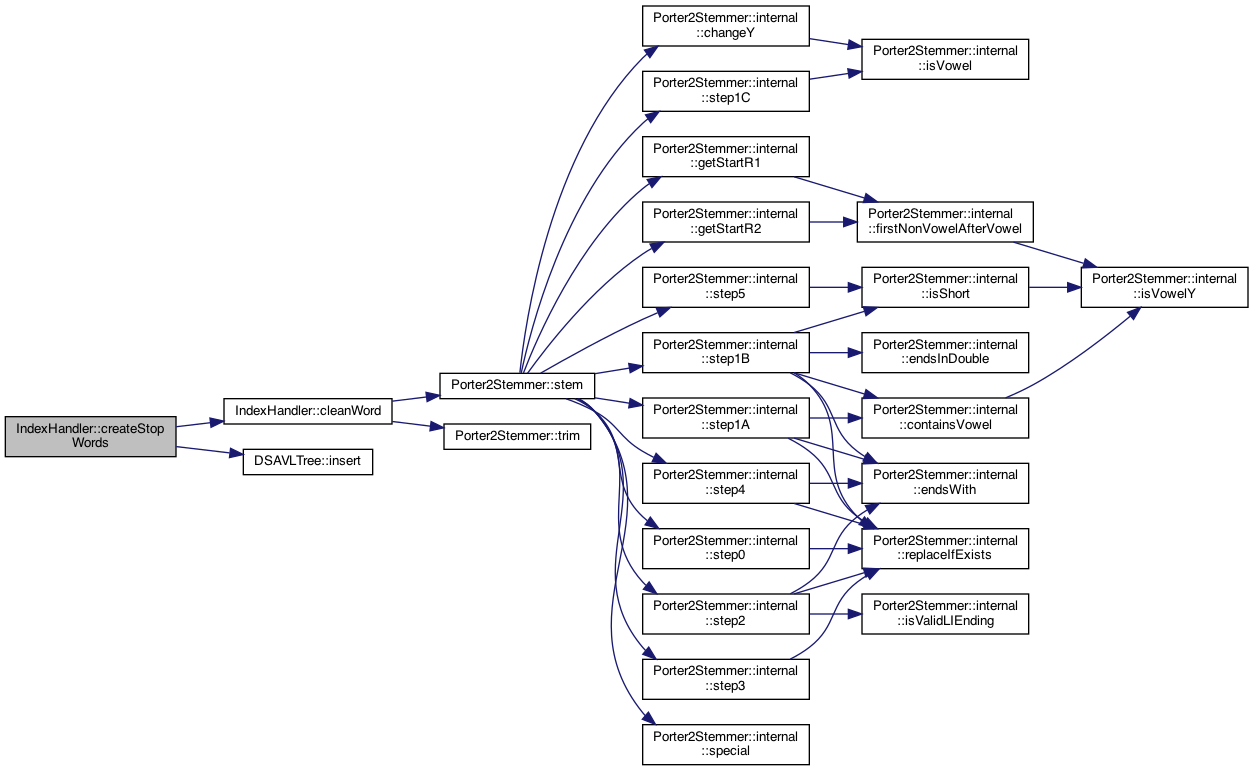 IndexHandler::createStop
Words
IndexHandler::cleanWord
DSAVLTree::insert
Porter2Stemmer::stem
Porter2Stemmer::trim
Porter2Stemmer::internal
::changeY
Porter2Stemmer::internal
::step1C
Porter2Stemmer::internal
::getStartR1
Porter2Stemmer::internal
::getStartR2
Porter2Stemmer::internal
::step5
Porter2Stemmer::internal
::step1B
Porter2Stemmer::internal
::step1A
Porter2Stemmer::internal
::step4
Porter2Stemmer::internal
::step0
Porter2Stemmer::internal
::step2
Porter2Stemmer::internal
::step3
Porter2Stemmer::internal
::special
Porter2Stemmer::internal
::isVowel
Porter2Stemmer::internal
::firstNonVowelAfterVowel
Porter2Stemmer::internal
::isShort
Porter2Stemmer::internal
::endsInDouble
Porter2Stemmer::internal
::containsVowel
Porter2Stemmer::internal
::endsWith
Porter2Stemmer::internal
::replaceIfExists
Porter2Stemmer::internal
::isValidLIEnding
Porter2Stemmer::internal
::isVowelY